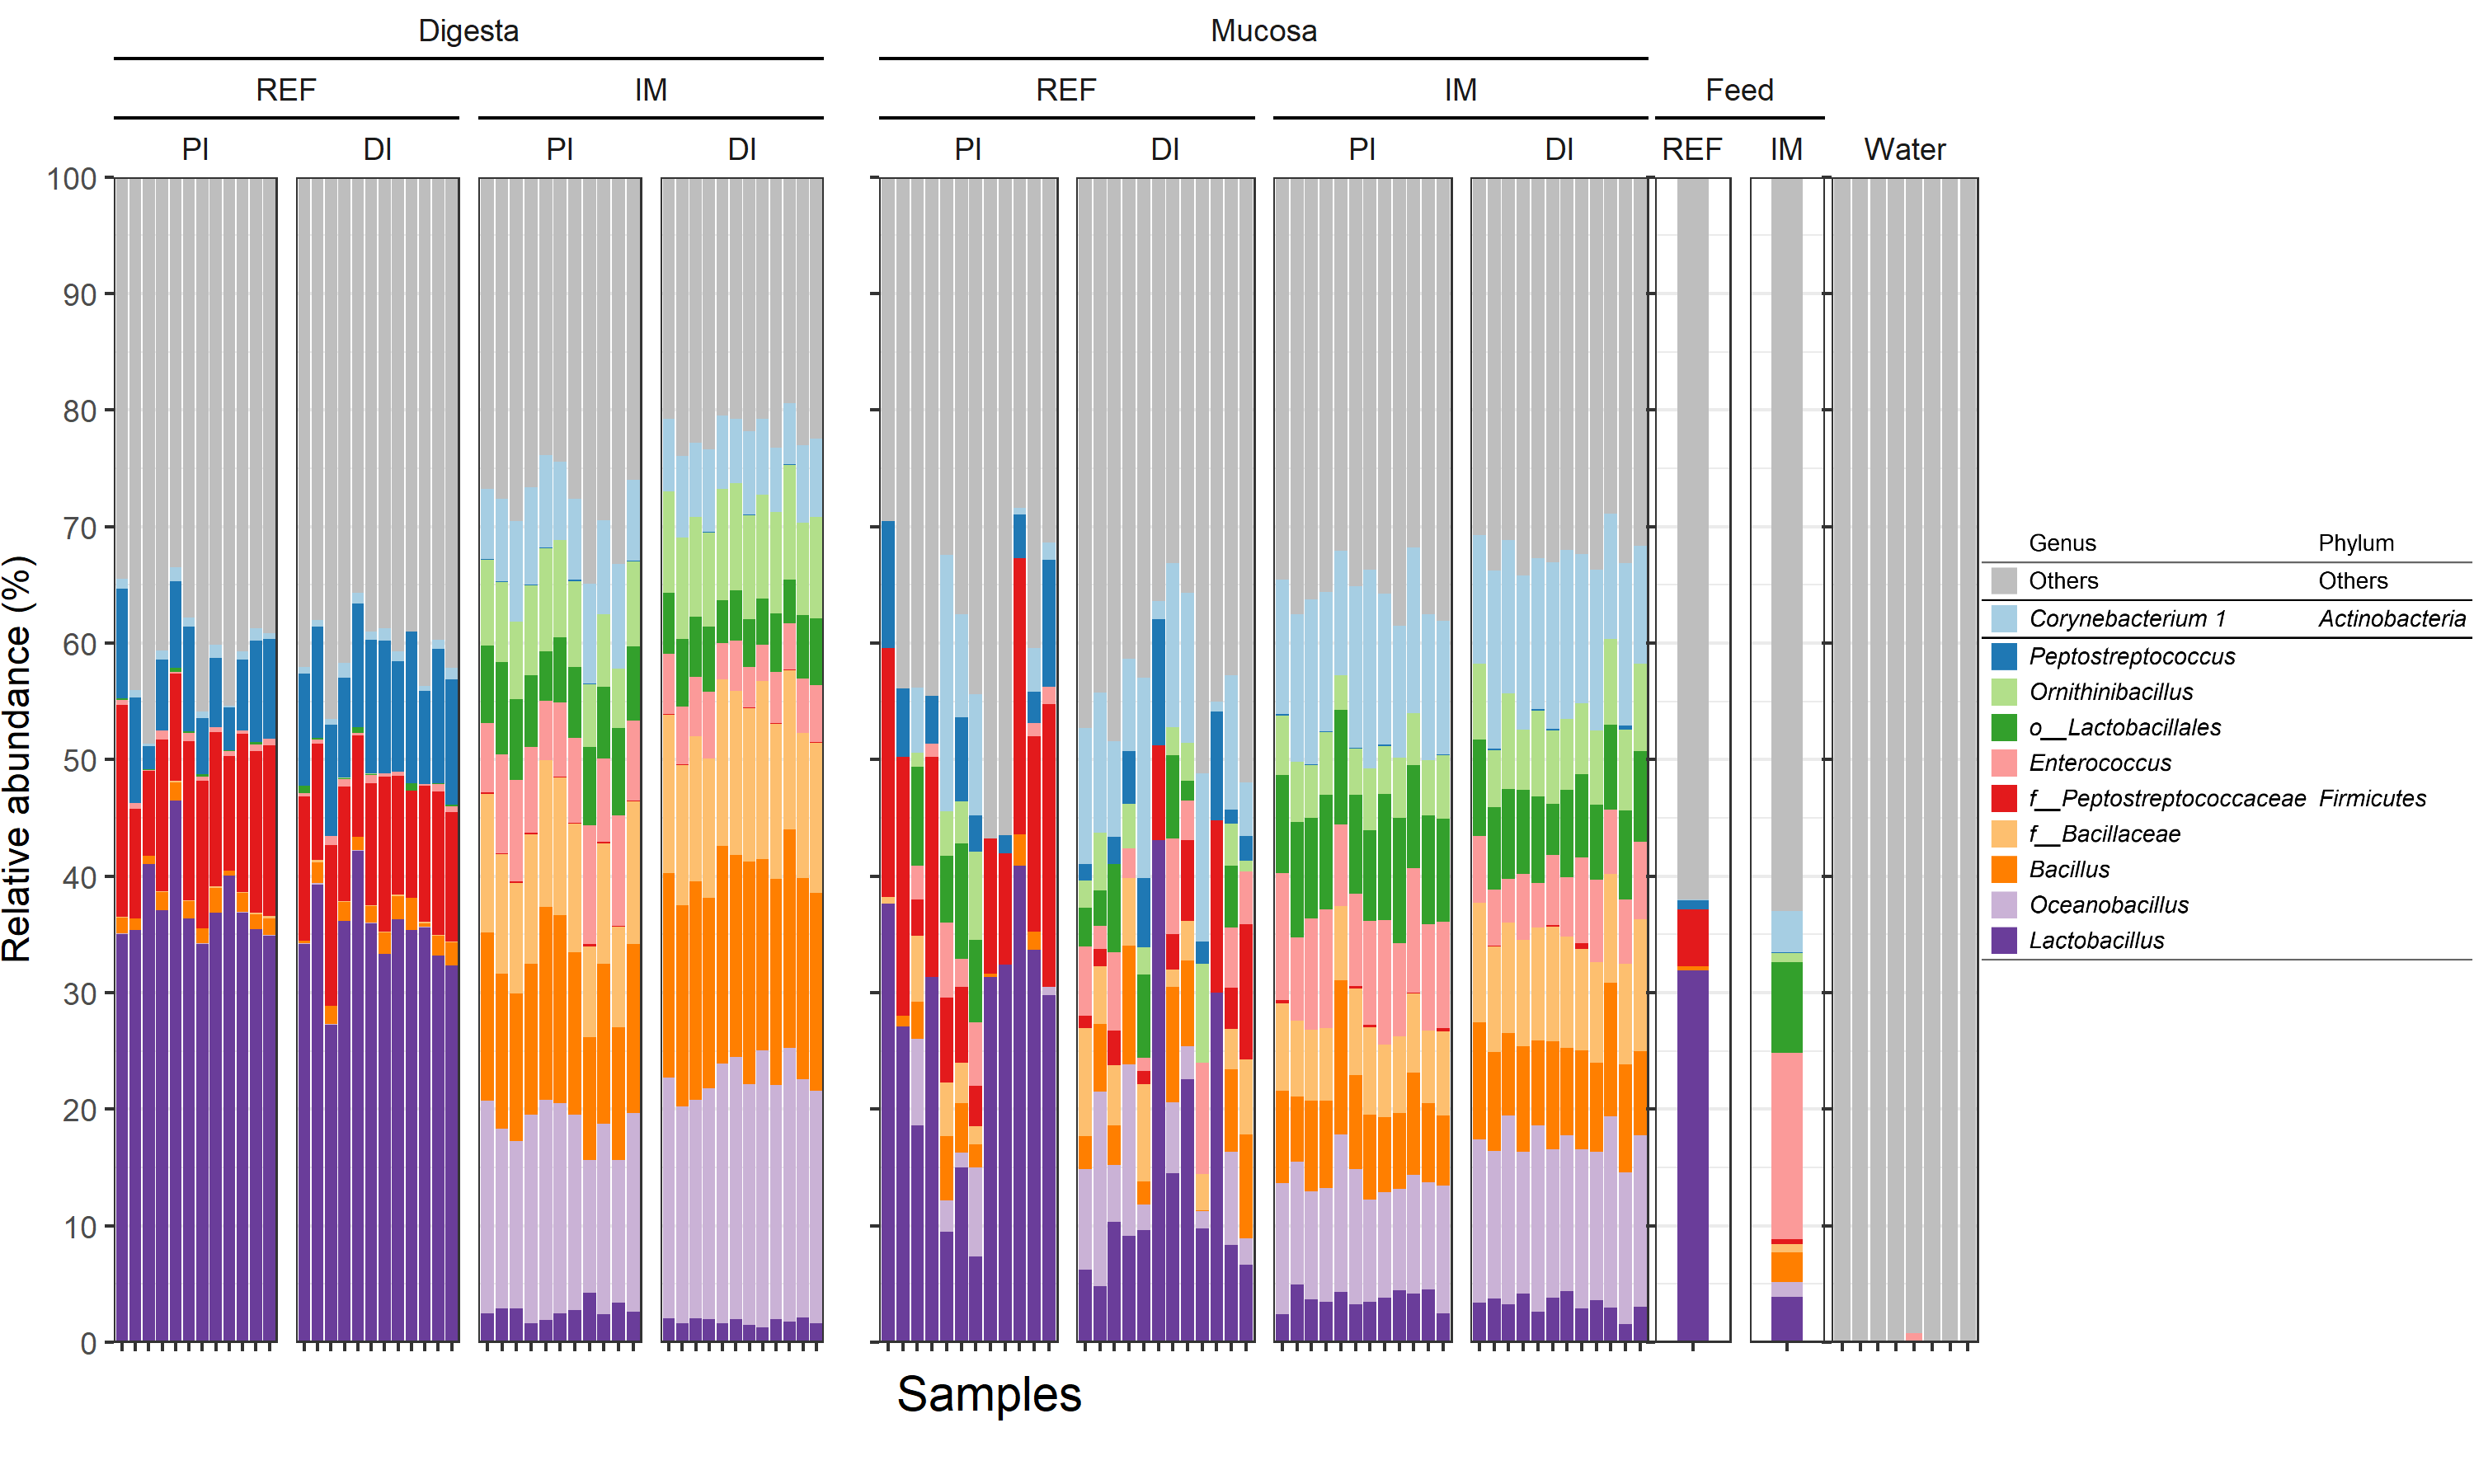 Digesta Mucosa
REF IM REF IM Feed
PI DI PI DI PI DI PI DI REF IM Water
100
90
80
70
60
50
40
30
20
10
0
Relative abundance (%)
Samples
Genus Phylum
Others Others
Corynebacterium 1 Actinobacteria
Peptostreptococcus
Ornithinibacillus
o__Lactobacillales
Enterococcus
f__Peptostreptococcaceae Firmicutes
f__Bacillaceae
Bacillus
Oceanobacillus
Lactobacillus